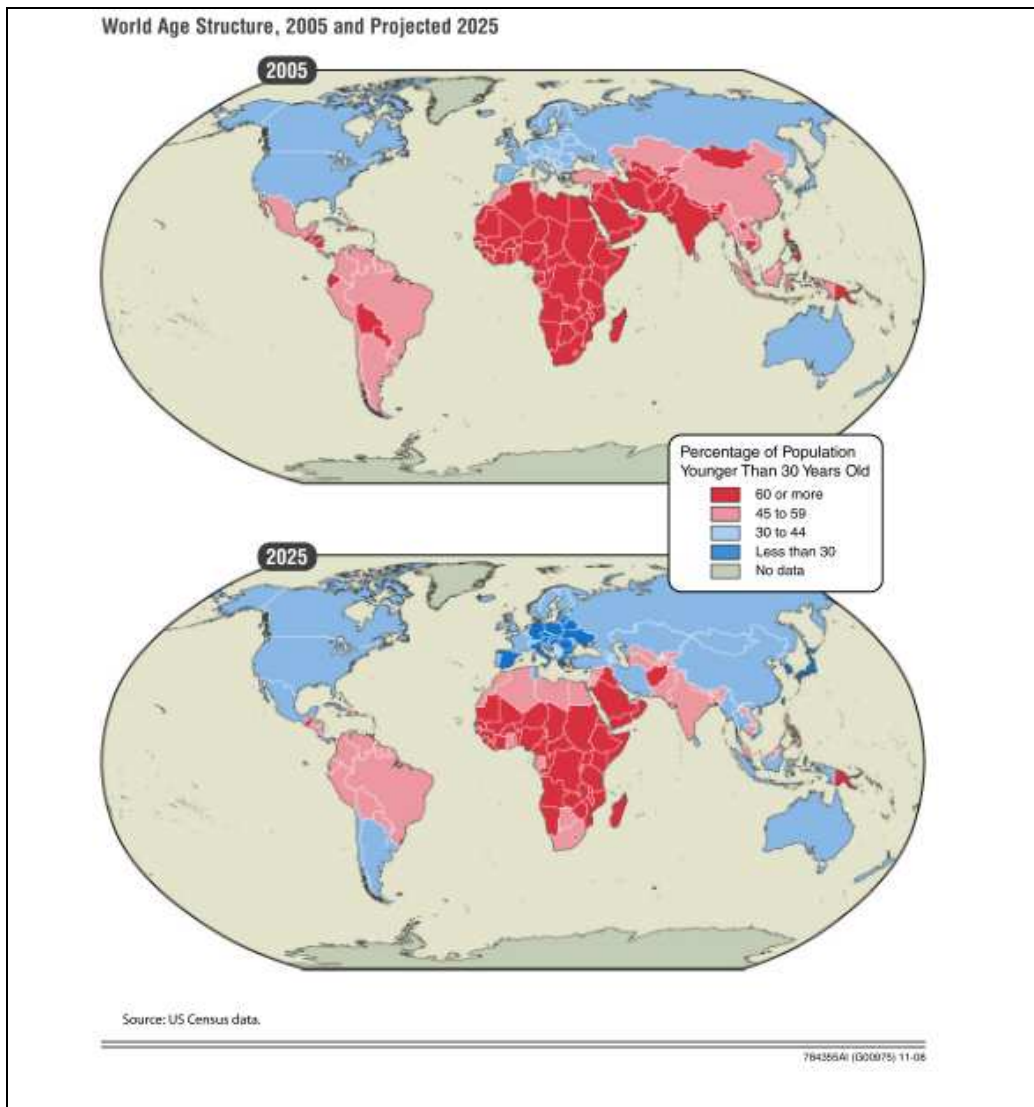 World Age Structure, 2005 and Projected 2025
2005
Percentage of Population
Younger Than 30 Years Old
60 or more
45 to 59
30 to 44
Less than 30
No data
2025
Source: US Census data.
784355AI (G00975) 11-08